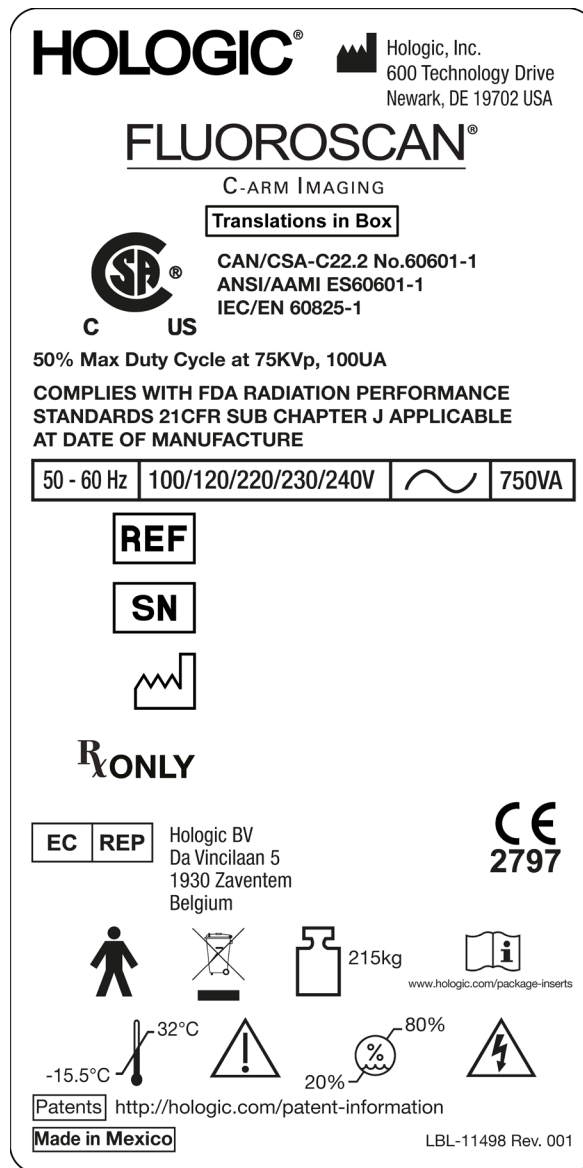 HOLOGIC®
Hologic, Inc.
600 Technology Drive
Newark, DE 19702 USA
FLUOROSCAN®
C-ARM IMAGING
Translations in Box
CSA ®
C US
CAN/CSA-C22.2 No.60601-1
ANSI/AAMI ES60601-1
IEC/EN 60825-1
50% Max Duty Cycle at 75KVp, 100UA
COMPLIES WITH FDA RADIATION PERFORMANCE
STANDARDS 21CFR SUB CHAPTER J APPLICABLE
AT DATE OF MANUFACTURE
50 - 60 Hz 100/120/220/230/240V 750VA
REF
SN
Rx ONLY
EC REP
Hologic BV
Da Vincilaan 5
1930 Zaventem
Belgium
CE
2797
215kg
i
www.hologic.com/package-inserts
32°C
-15.5°C
!
80%
%
20%
Patents http://hologic.com/patent-information
Made in Mexico
LBL-11498 Rev. 001